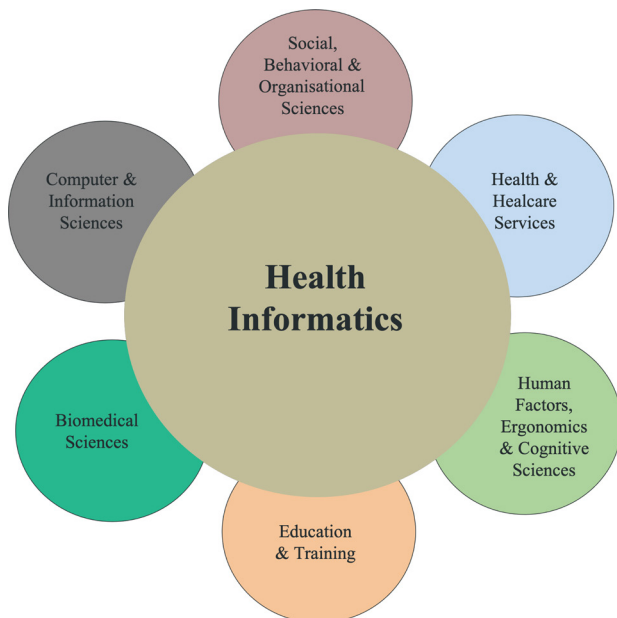 Social,
Behavioral &
Organisational
Sciences
Computer &
Information
Sciences
Health &
Healcare
Services
Health
Informatics
Biomedical
Sciences
Human
Factors,
Ergonomics
& Cognitive
Sciences
Education
& Training